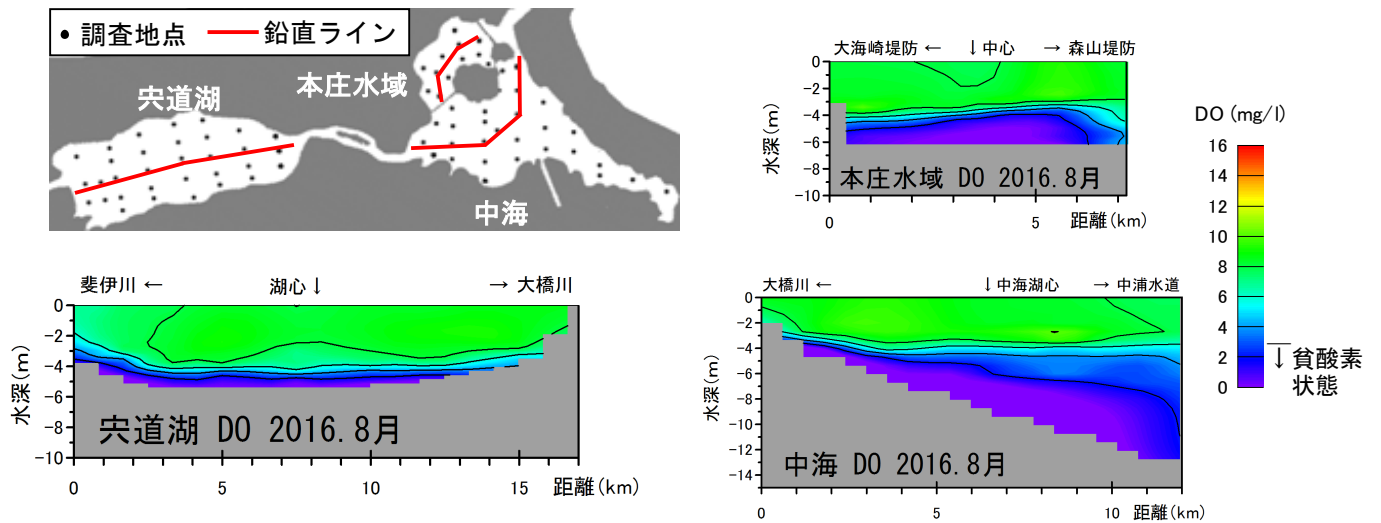 • 調査地点 ━━ 鉛直ライン
宍道湖
本庄水域
中海
大海崎堤防 ← ↓中心 → 森山堤防
0
-2
-4
-6
-8
-10
水深(m)
本庄水域 DO 2016.8月
0 5 距離(km)
DO (mg/l)
16
14
12
10
8
6
4
2
0
↓貧酸素
状態
斐伊川 ← 湖心↓ → 大橋川
0
-2
-4
-6
-8
-10
水深(m)
宍道湖 DO 2016.8月
0 5 10 15 距離(km)
大橋川 ← ↓中海湖心 → 中浦水道
0
-2
-4
-6
-8
-10
-12
-14
水深(m)
中海 DO 2016.8月
0 5 10 距離(km)